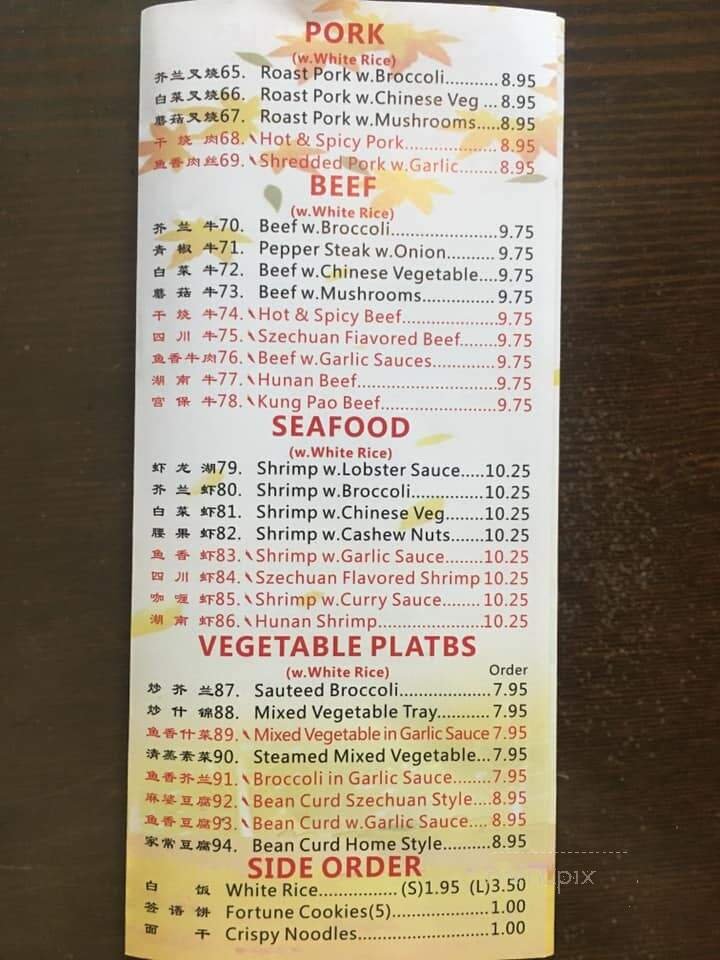 PORK
(w.White Rice)
芥兰叉烧65. Roast Pork w.Broccoli...........8.95
白菜叉烧66. Roast Pork w.Chinese Veg ...8.95
蘑菇叉烧67. Roast Pork w.Mushrooms.....8.95
干烧肉68. Hot & Spicy Pork....................8.95
鱼香肉丝69. Shredded Pork w.Garlic........8.95
BEEF
(w.White Rice)
芥兰牛70. Beef w.Broccoli.......................9.75
青椒牛71. Pepper Steak w.Onion..........9.75
白菜牛72. Beef w.Chinese Vegetable....9.75
蘑菇牛73. Beef w.Mushrooms...............9.75
干烧牛74. Hot & Spicy Beef....................9.75
四川牛75. Szechuan Fiavored Beef.......9.75
鱼香牛肉76. Beef w.Garlic Sauces.............9.75
湖南牛77. Hunan Beef.............................9.75
宫保牛78. Kung Pao Beef........................9.75
SEAFOOD
(w.White Rice)
虾龙湖79. Shrimp w.Lobster Sauce.....10.25
芥兰虾80. Shrimp w.Broccoli...............10.25
白菜虾81. Shrimp w.Chinese Veg........10.25
腰果虾82. Shrimp w.Cashew Nuts.......10.25
鱼香虾83. Shrimp w.Garlic Sauce........10.25
四川虾84. Szechuan Flavored Shrimp 10.25
咖喱虾85. Shrimp w.Curry Sauce........10.25
湖南虾86. Hunan Shrimp......................10.25
VEGETABLE PLATBS
(w.White Rice) Order
炒芥兰87. Sauteed Broccoli...................7.95
炒什锦88. Mixed Vegetable Tray...........7.95
鱼香什菜89. Mixed Vegetable in Garlic Sauce 7.95
清蒸素菜90. Steamed Mixed Vegetable...7.95
鱼香芥兰91. Broccoli in Garlic Sauce........7.95
麻婆豆腐92. Bean Curd Szechuan Style....8.95
鱼香豆腐93. Bean Curd w.Garlic Sauce....8.95
家常豆腐94. Bean Curd Home Style..........8.95
SIDE ORDER
白饭 White Rice................(S)1.95 (L)3.50
签语饼 Fortune Cookies(5).....................1.00
面干 Crispy Noodles............................1.00